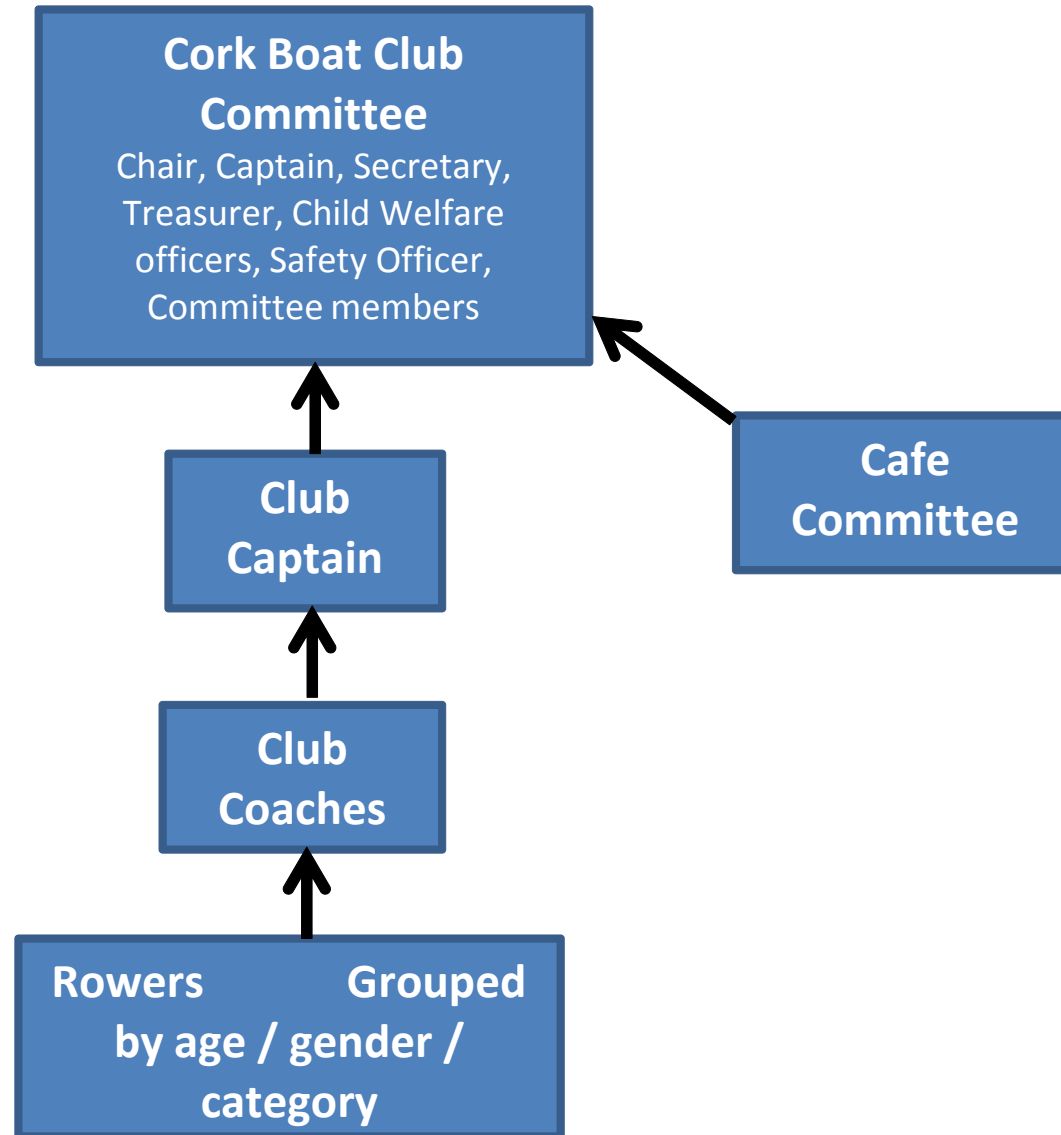 Cork Boat Club
Committee
Chair, Captain, Secretary,
Treasurer, Child Welfare
officers, Safety Officer,
Committee members
Cafe
Committee
Club
Captain
Club
Coaches
Rowers Grouped
by age / gender /
category